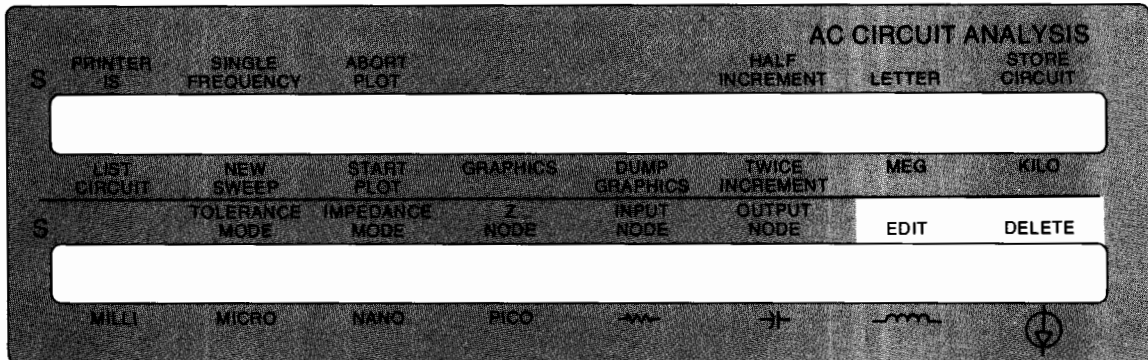 AC CIRCUIT ANALYSIS
S PRINTER IS SINGLE FREQUENCY ABORT PLOT HALF INCREMENT LETTER STORE CIRCUIT
LIST CIRCUIT NEW SWEEP START PLOT GRAPHICS DUMP GRAPHICS TWICE INCREMENT MEG KILO
S TOLERANCE MODE IMPEDANCE MODE Z NODE INPUT NODE OUTPUT NODE EDIT DELETE
MILLI MICRO NANO PICO